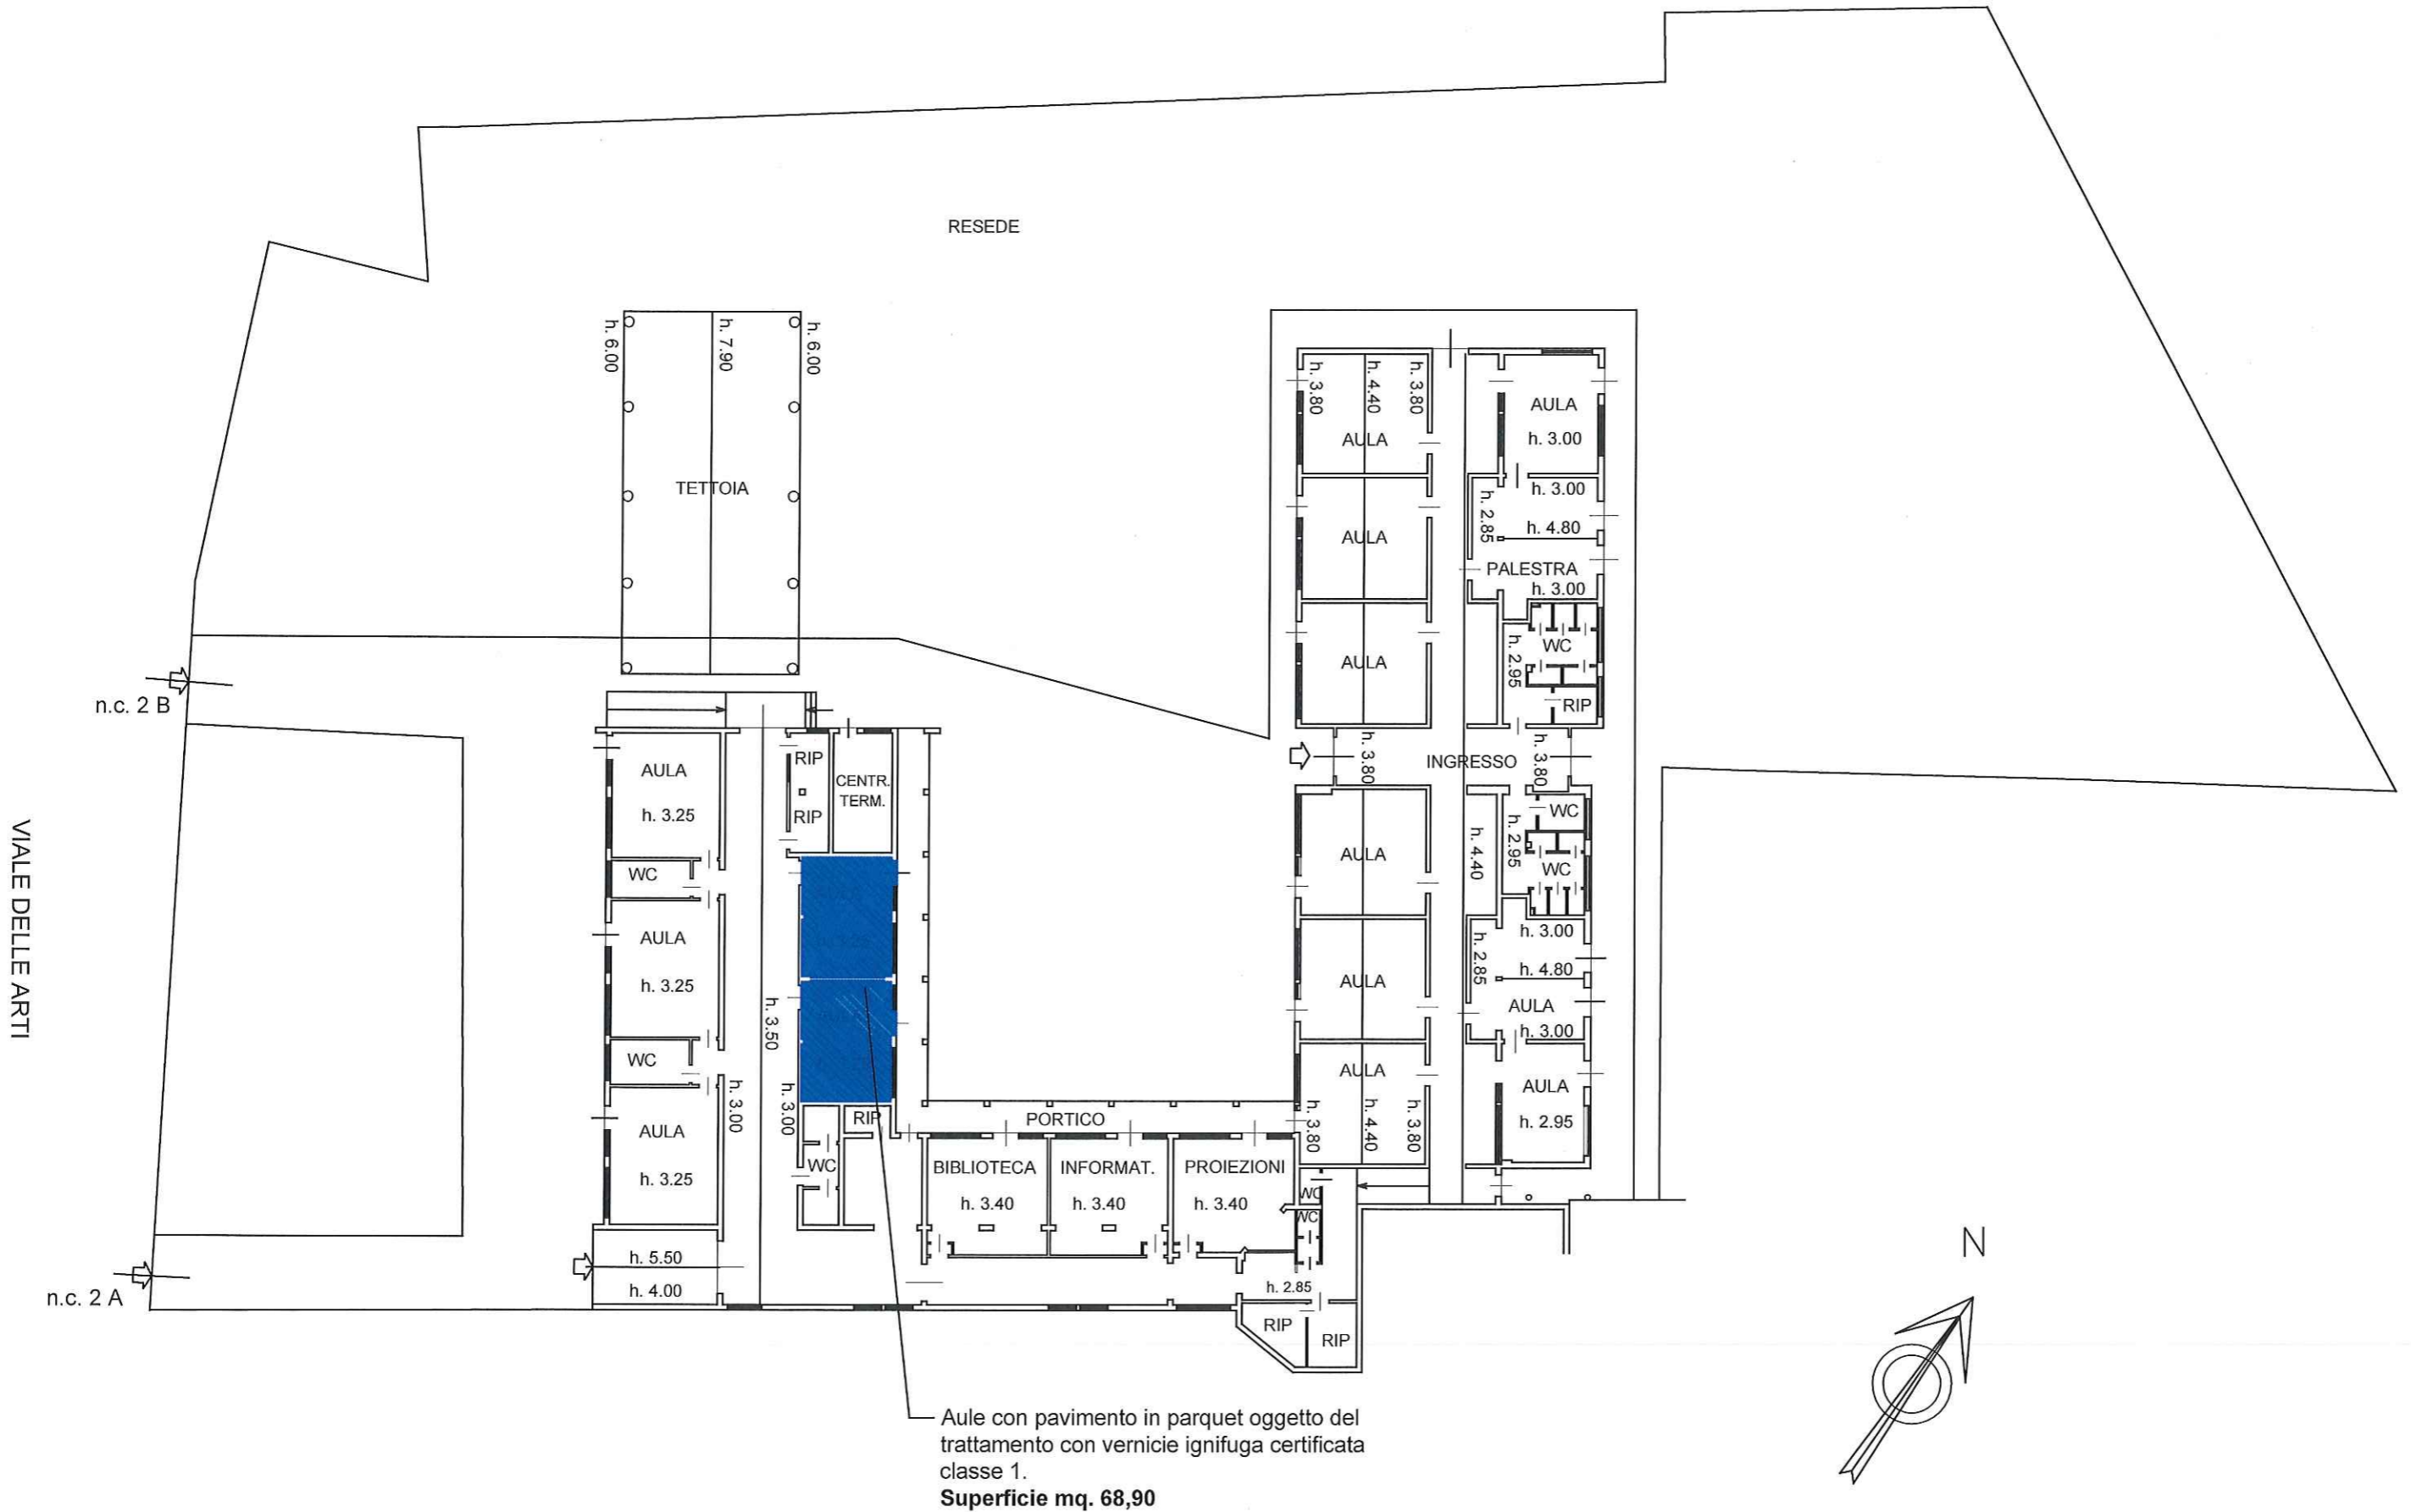 RESEDE
h. 6.00
h. 7.90
h. 6.00
TETTOIA
h. 3.80
h. 4.40
h. 3.80
AULA
AULA
h. 3.00
AULA
h. 2.85
h. 3.00
h. 4.80
PALESTRA
h. 3.00
AULA
h. 2.95
WC
RIP
n.c. 2 B
h. 3.80
INGRESSO
h. 3.80
VIALE DELLE ARTI
AULA
h. 3.25
RIP
RIP
CENTR.
TERM.
WC
AULA
h. 3.25
WC
AULA
h. 3.25
h. 3.50
h. 3.00
h. 3.00
RIP
WC
AULA
h. 4.40
h. 2.95
WC
WC
AULA
h. 2.85
h. 3.00
h. 4.80
AULA
h. 3.00
AULA
h. 3.80
h. 4.40
h. 3.80
AULA
h. 2.95
PORTICO
BIBLIOTECA
h. 3.40
INFORMAT.
h. 3.40
PROIEZIONI
h. 3.40
WC
WC
h. 5.50
h. 4.00
n.c. 2 A
h. 2.85
RIP
RIP
N
Aule con pavimento in parquet oggetto del
trattamento con vernicie ignifuga certificata
classe 1.
Superficie mq. 68,90